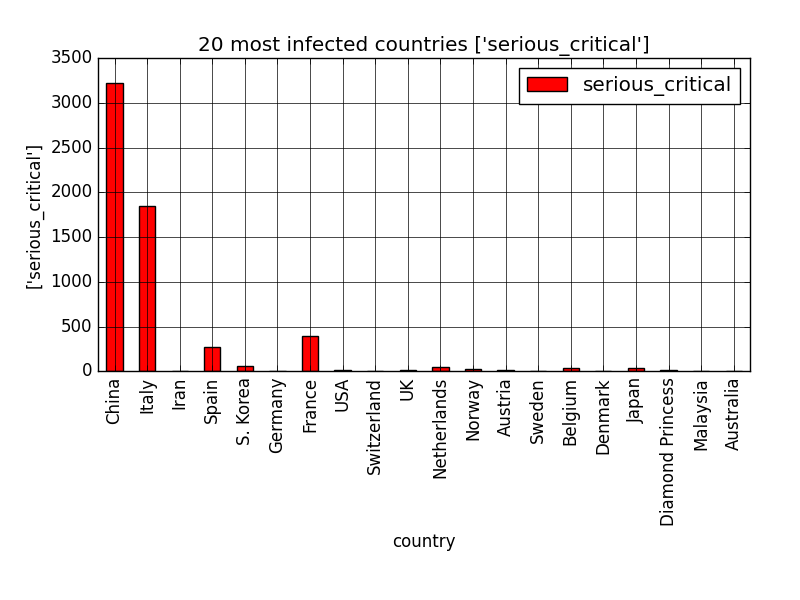 20 most infected countries ['serious_critical']
serious_critical
['serious_critical']
3500
3000
2500
2000
1500
1000
500
0
China
Italy
Iran
Spain
S. Korea
Germany
France
USA
Switzerland
UK
Netherlands
Norway
Austria
Sweden
Belgium
Denmark
Japan
Diamond Princess
Malaysia
Australia
country